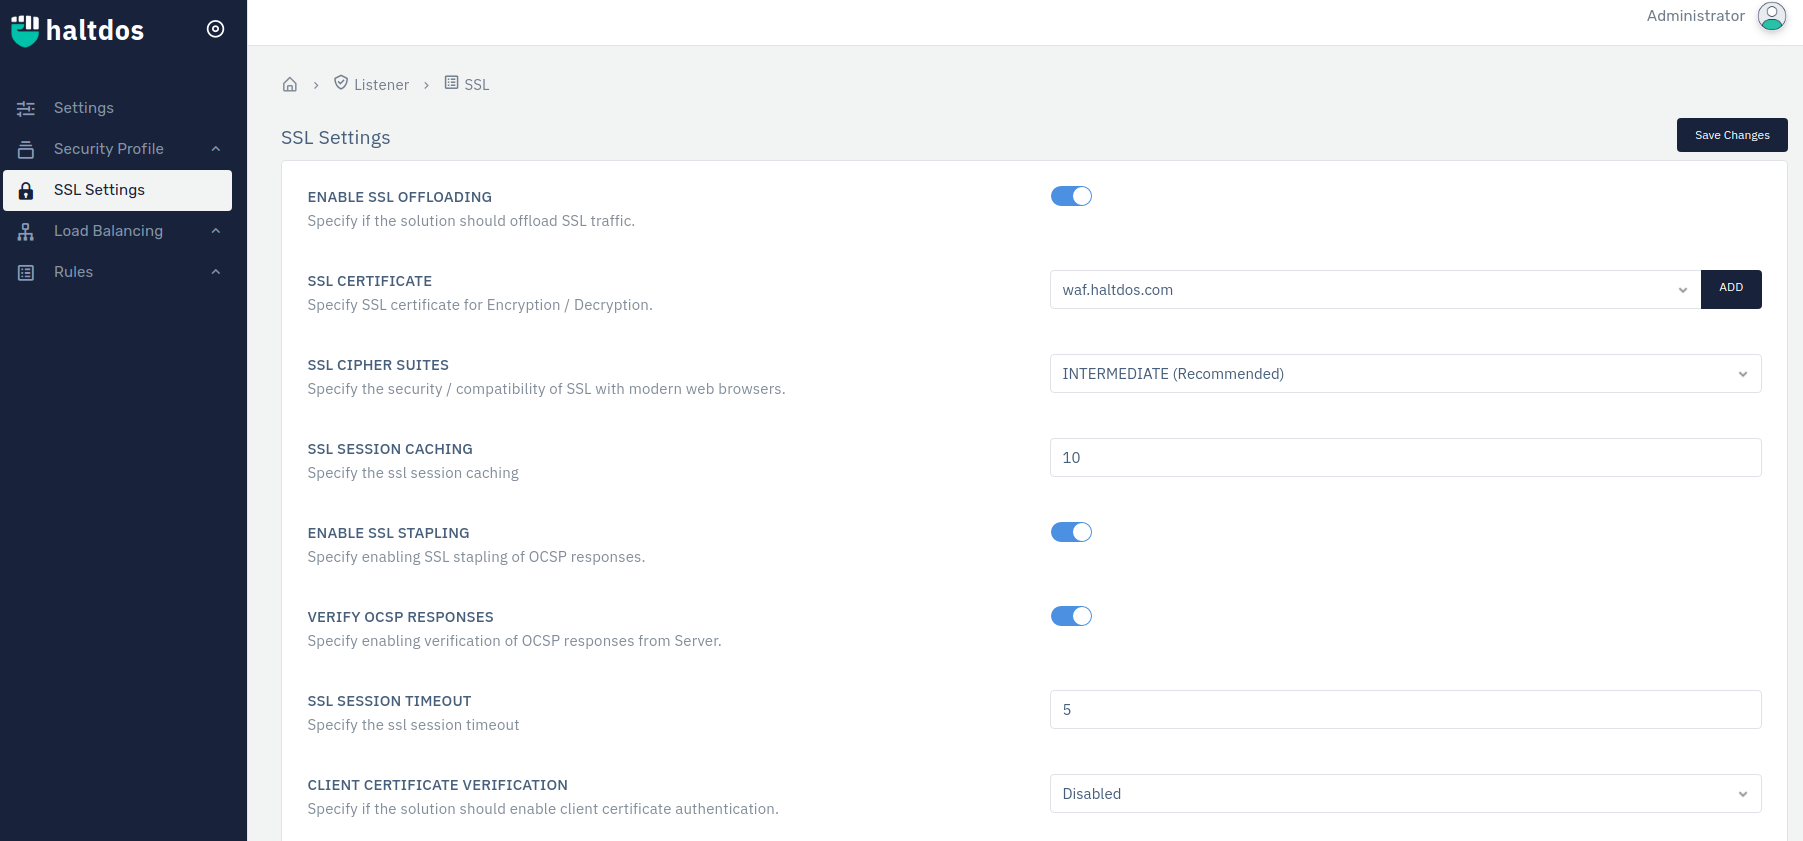 haltdos
Administrator
Settings
Security Profile
SSL Settings
Load Balancing
Rules
Listener
SSL
SSL Settings
Save Changes
ENABLE SSL OFFLOADING
Specify if the solution should offload SSL traffic.
SSL CERTIFICATE
Specify SSL certificate for Encryption / Decryption.
waf.haltdos.com
ADD
SSL CIPHER SUITES
Specify the security / compatibility of SSL with modern web browsers.
INTERMEDIATE (Recommended)
SSL SESSION CACHING
Specify the ssl session caching
10
ENABLE SSL STAPLING
Specify enabling SSL stapling of OCSP responses.
VERIFY OCSP RESPONSES
Specify enabling verification of OCSP responses from Server.
SSL SESSION TIMEOUT
Specify the ssl session timeout
5
CLIENT CERTIFICATE VERIFICATION
Specify if the solution should enable client certificate authentication.
Disabled